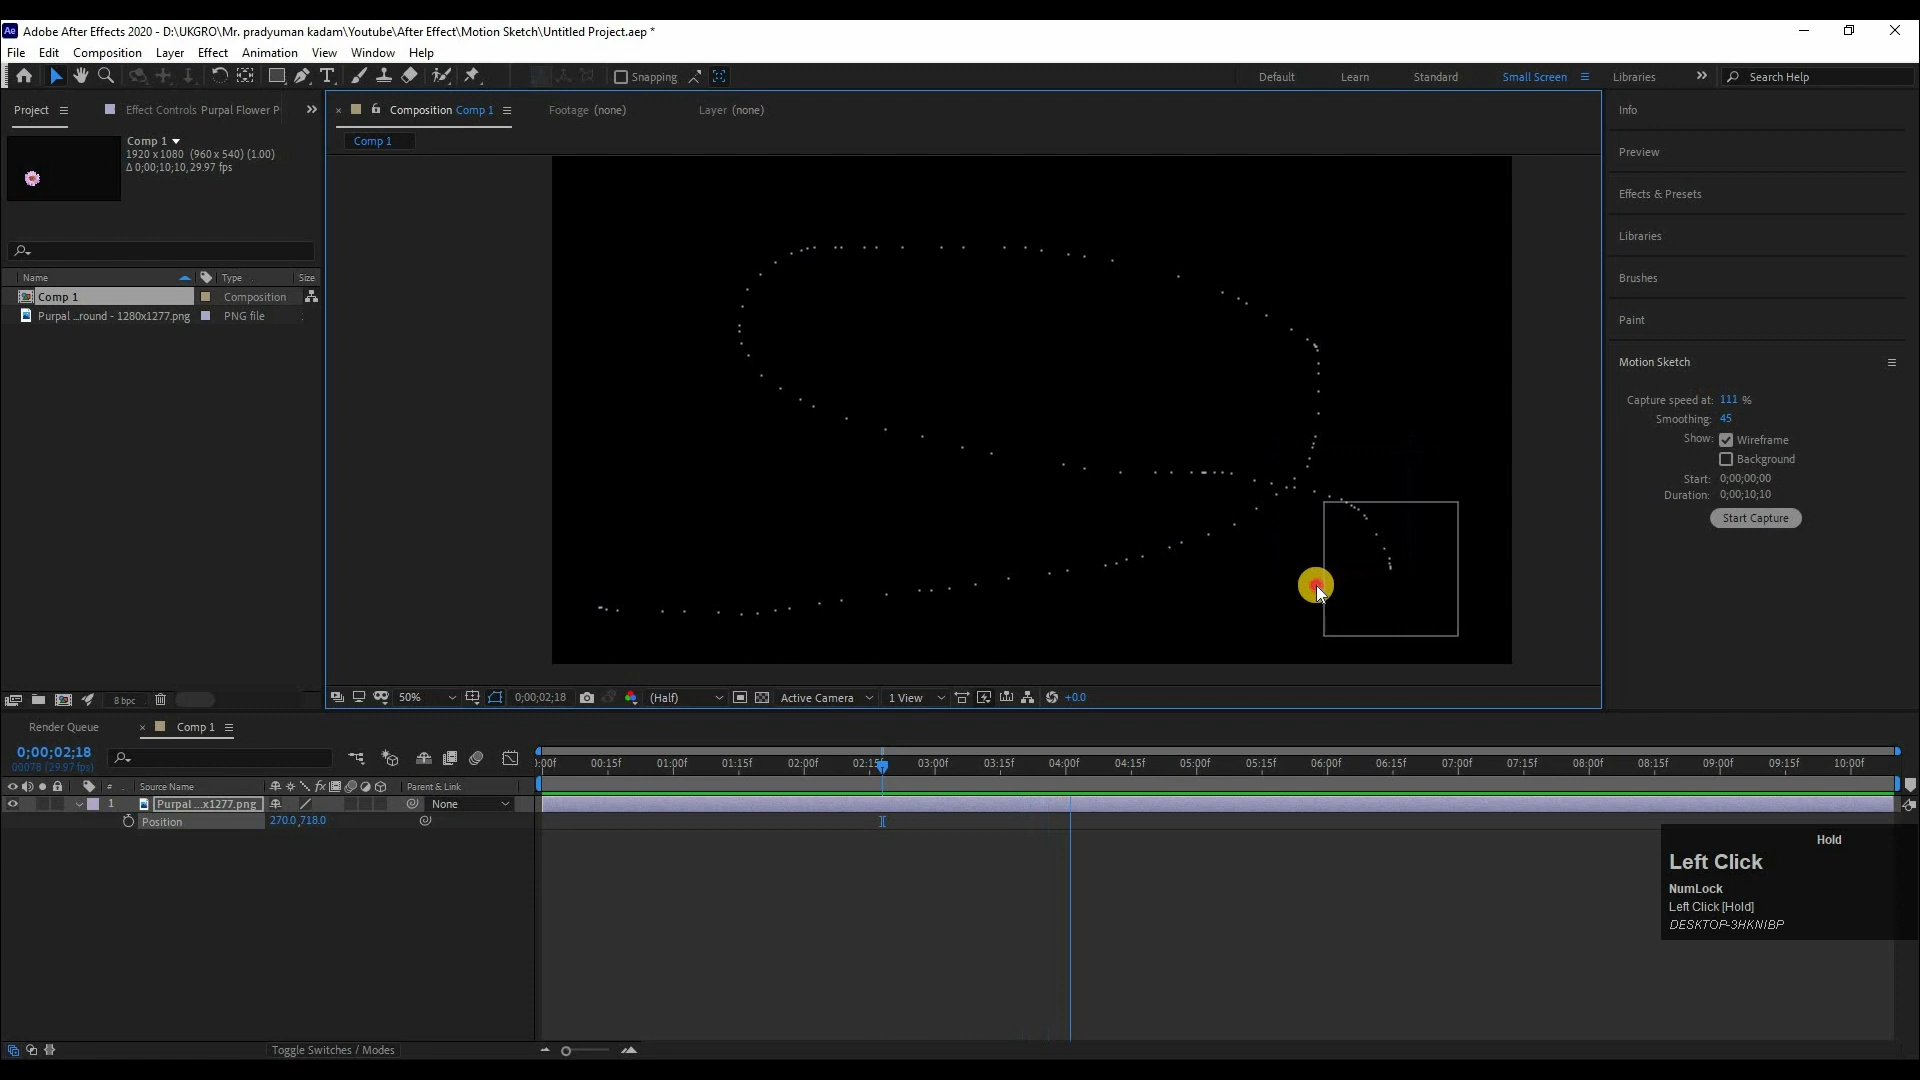 Ae Adobe After Effects 2020 - D:\UKGRO\Mr. pradyuman kadam\Youtube\After Effect\Motion Sketch\Untitled Project.aep *
File Edit Composition Layer Effect Animation View Window Help
Snapping Default Learn Standard Small Screen Libraries Search Help
Project Effect Controls Purpal Flower P
Composition Comp 1 Footage (none) Layer (none)
Comp 1
Comp 1
1920 x 1080 (960 x 540) (1.00)
Δ 0;00;10;10, 29.97 fps
Name Type Size
Comp 1 Composition
Purpal ...round - 1280x1277.png PNG file
8 bpc
50% 0;00;02;18 (Half) Active Camera 1 View +0.0
Info
Preview
Effects & Presets
Libraries
Brushes
Paint
Motion Sketch
Capture speed at: 111 %
Smoothing: 45
Show: Wireframe
Background
Start: 0;00;00;00
Duration: 0;00;10;10
Start Capture
Render Queue Comp 1
0;00;02;18
00078 (29.97 fps)
# Source Name Parent & Link
1 Purpal ...x1277.png None
Position 270.0,718.0
:00f 00:15f 01:00f 01:15f 02:00f 02:15f 03:00f 03:15f 04:00f 04:15f 05:00f 05:15f 06:00f 06:15f 07:00f 07:15f 08:00f 08:15f 09:00f 09:15f 10:00f
Hold
Left Click
NumLock
Left Click [Hold]
DESKTOP-3HKNIBP
Toggle Switches / Modes